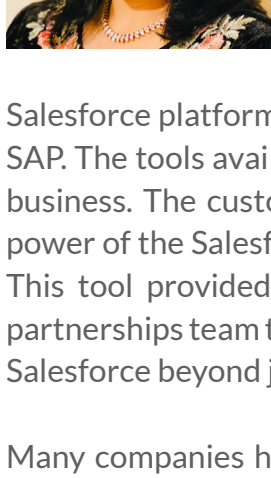 Salesforce platform
SAP. The tools avai
business. The custo
power of the Salesf
This tool provided
partnerships team t
Salesforce beyond j
Many companies h